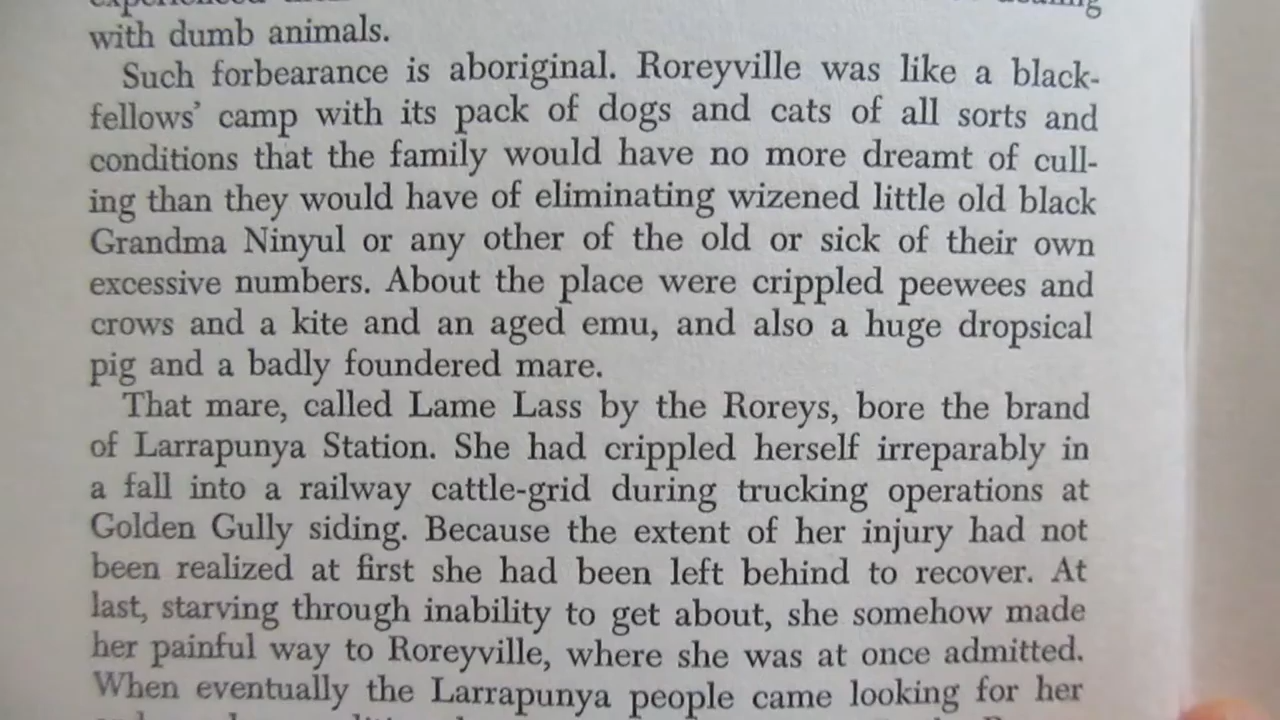 with dumb animals.
Such forbearance is aboriginal. Roreyville was like a black-
fellows’ camp with its pack of dogs and cats of all sorts and
conditions that the family would have no more dreamt of cull-
ing than they would have of eliminating wizened little old black
Grandma Ninyul or any other of the old or sick of their own
excessive numbers. About the place were crippled peewees and
crows and a kite and an aged emu, and also a huge dropsical
pig and a badly foundered mare.
That mare, called Lame Lass by the Roreys, bore the brand
of Larrapunya Station. She had crippled herself irreparably in
a fall into a railway cattle-grid during trucking operations at
Golden Gully siding. Because the extent of her injury had not
been realized at first she had been left behind to recover. At
last, starving through inability to get about, she somehow made
her painful way to Roreyville, where she was at once admitted.
When eventually the Larrapunya people came looking for her